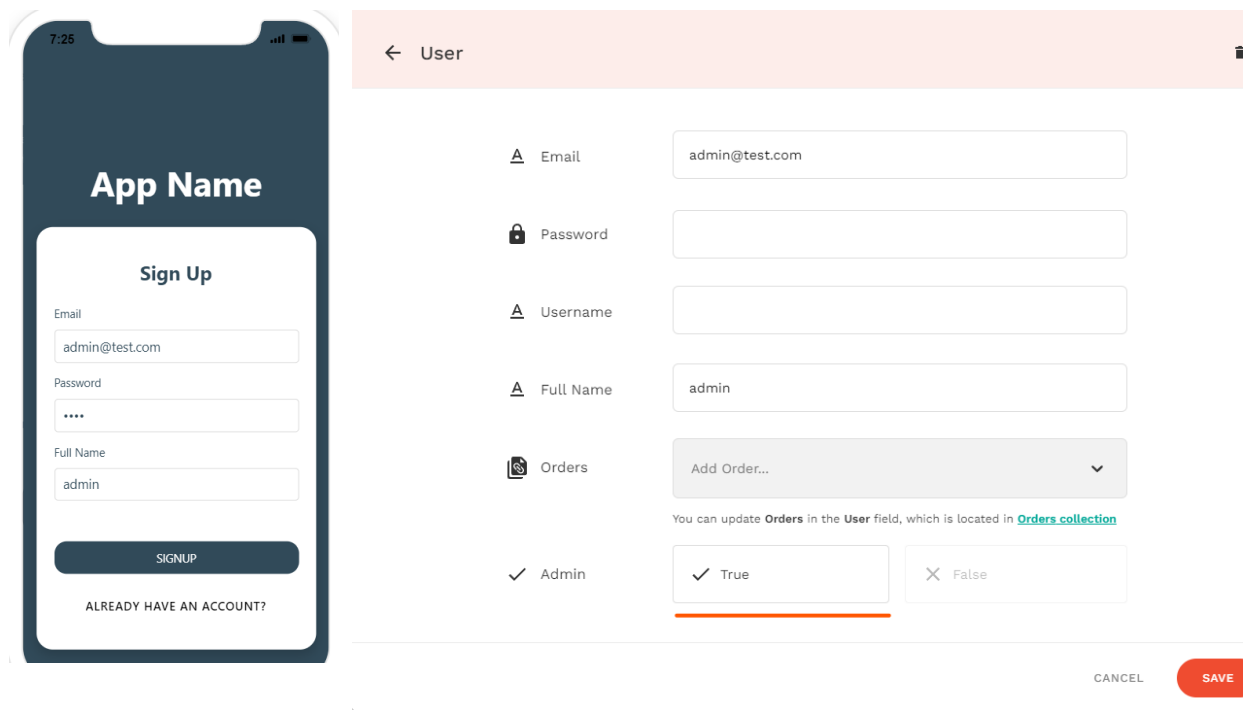 7:25
App Name
Sign Up
Email
admin@test.com
Password
••••
Full Name
admin
SIGNUP
ALREADY HAVE AN ACCOUNT?
User
Email
admin@test.com
Password
Username
Full Name
admin
Orders
Add Order...
You can update Orders in the User field, which is located in Orders collection
Admin
True
False
CANCEL
SAVE